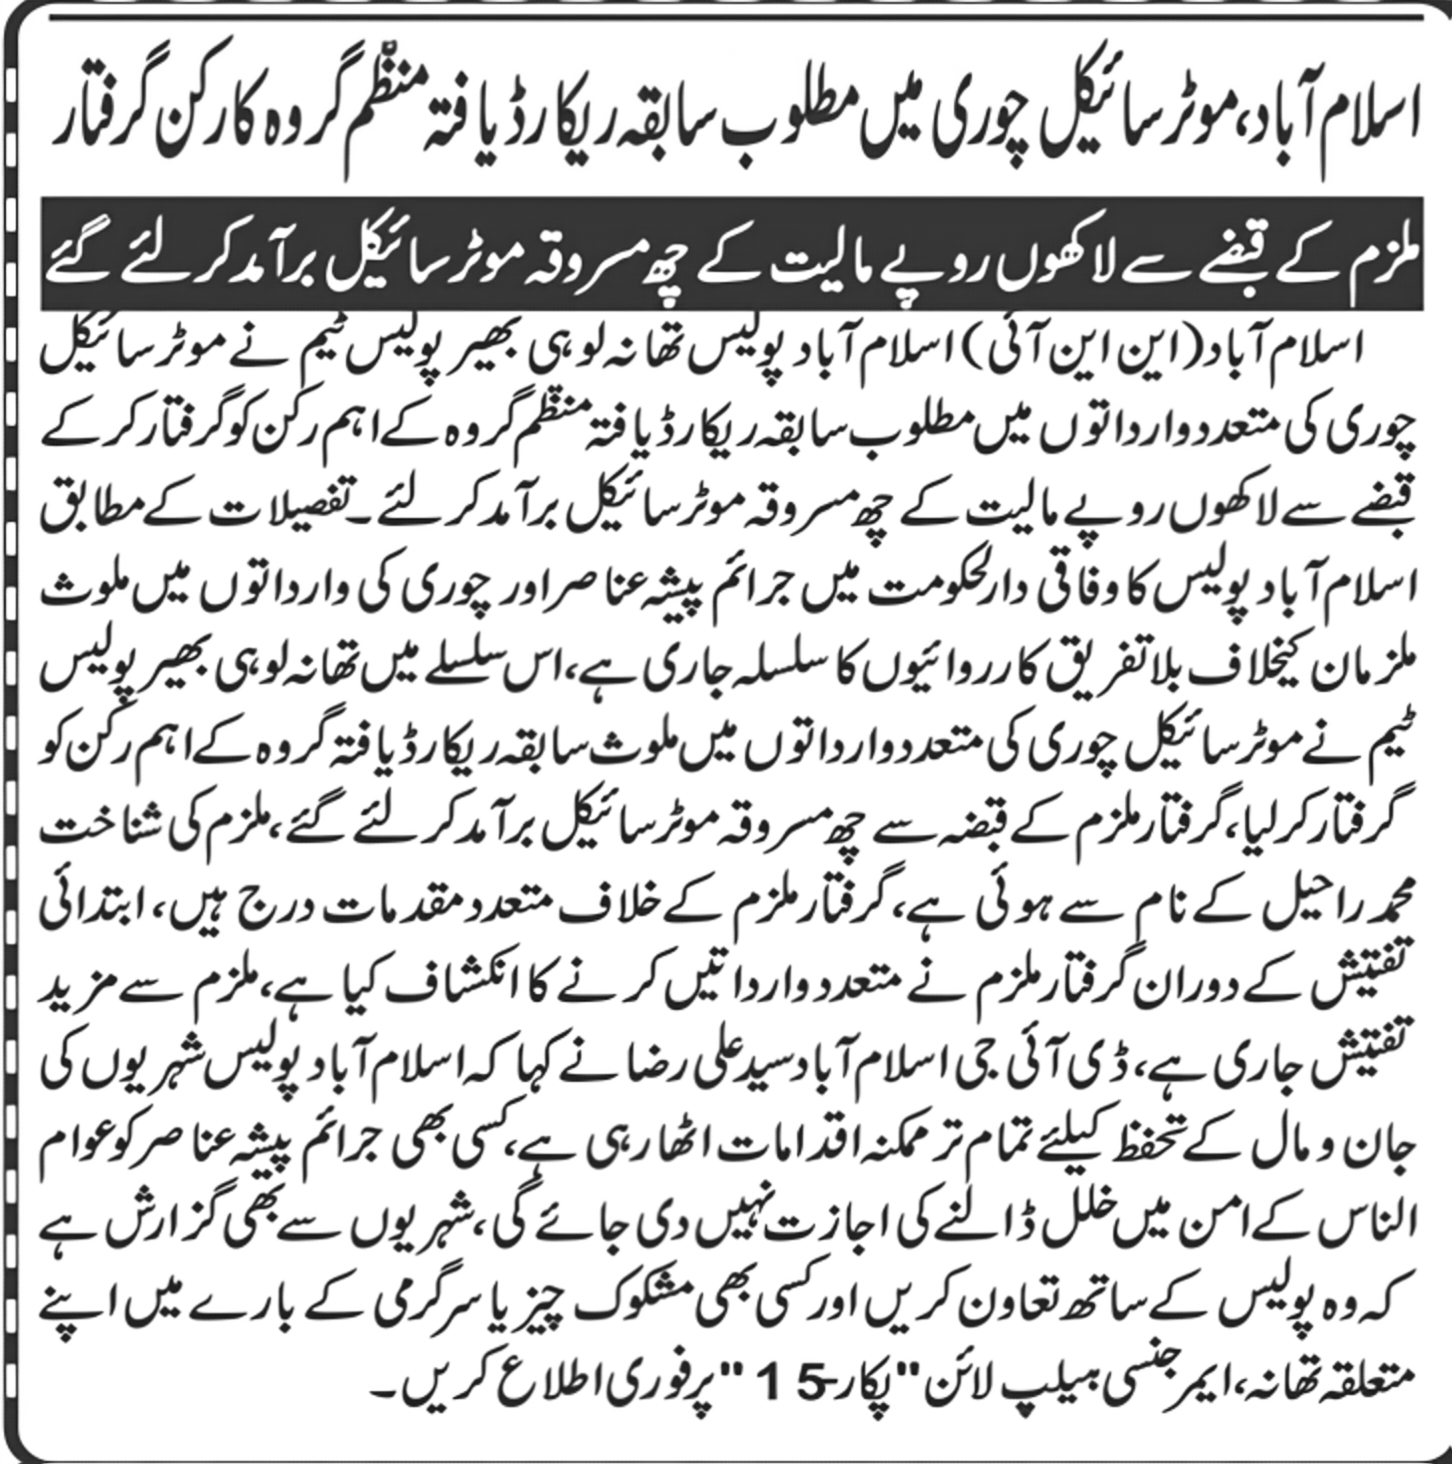 اسلام آباد،موٹرسائیکل چوری میں مطلوب سابقہ ریکارڈ یافتہ منظم گروہ کا رکن گرفتار
ملزم کے قبضے سے لاکھوں روپے مالیت کے چھ مسروقہ موٹرسائیکل برآمد کر لئے گئے
اسلام آباد (این این آئی) اسلام آباد پولیس تھانہ لوہی بھیر پولیس ٹیم نے موٹرسائیکل
چوری کی متعدد وارداتوں میں مطلوب سابقہ ریکارڈ یافتہ منظم گروہ کے اہم رکن کو گرفتار کر کے
قبضے سے لاکھوں روپے مالیت کے چھ مسروقہ موٹرسائیکل برآمد کر لئے۔تفصیلات کے مطابق
اسلام آباد پولیس کا وفاقی دارلحکومت میں جرائم پیشہ عناصر اور چوری کی وارداتوں میں ملوث
ملزمان کیخلاف بلاتفریق کارروائیوں کا سلسلہ جاری ہے،اس سلسلے میں تھانہ لوہی بھیر پولیس
ٹیم نے موٹرسائیکل چوری کی متعدد وارداتوں میں ملوث سابقہ ریکارڈ یافتہ گروہ کے اہم رکن کو
گرفتار کر لیا،گرفتار ملزم کے قبضہ سے چھ مسروقہ موٹرسائیکل برآمد کر لئے گئے،ملزم کی شناخت
محمد راحیل کے نام سے ہوئی ہے،گرفتار ملزم کے خلاف متعدد مقدمات درج ہیں،ابتدائی
تفتیش کے دوران گرفتار ملزم نے متعدد وارداتیں کرنے کا انکشاف کیا ہے،ملزم سے مزید
تفتیش جاری ہے،ڈی آئی جی اسلام آباد سید علی رضا نے کہا کہ اسلام آباد پولیس شہریوں کی
جان و مال کے تحفظ کیلئے تمام تر ممکنہ اقدامات اٹھا رہی ہے،کسی بھی جرائم پیشہ عناصر کو عوام
الناس کے امن میں خلل ڈالنے کی اجازت نہیں دی جائے گی،شہریوں سے بھی گزارش ہے
کہ وہ پولیس کے ساتھ تعاون کریں اور کسی بھی مشکوک چیز یا سرگرمی کے بارے میں اپنے
متعلقہ تھانہ،ایمرجنسی ہیلپ لائن "پکار-15" پر فوری اطلاع کریں۔